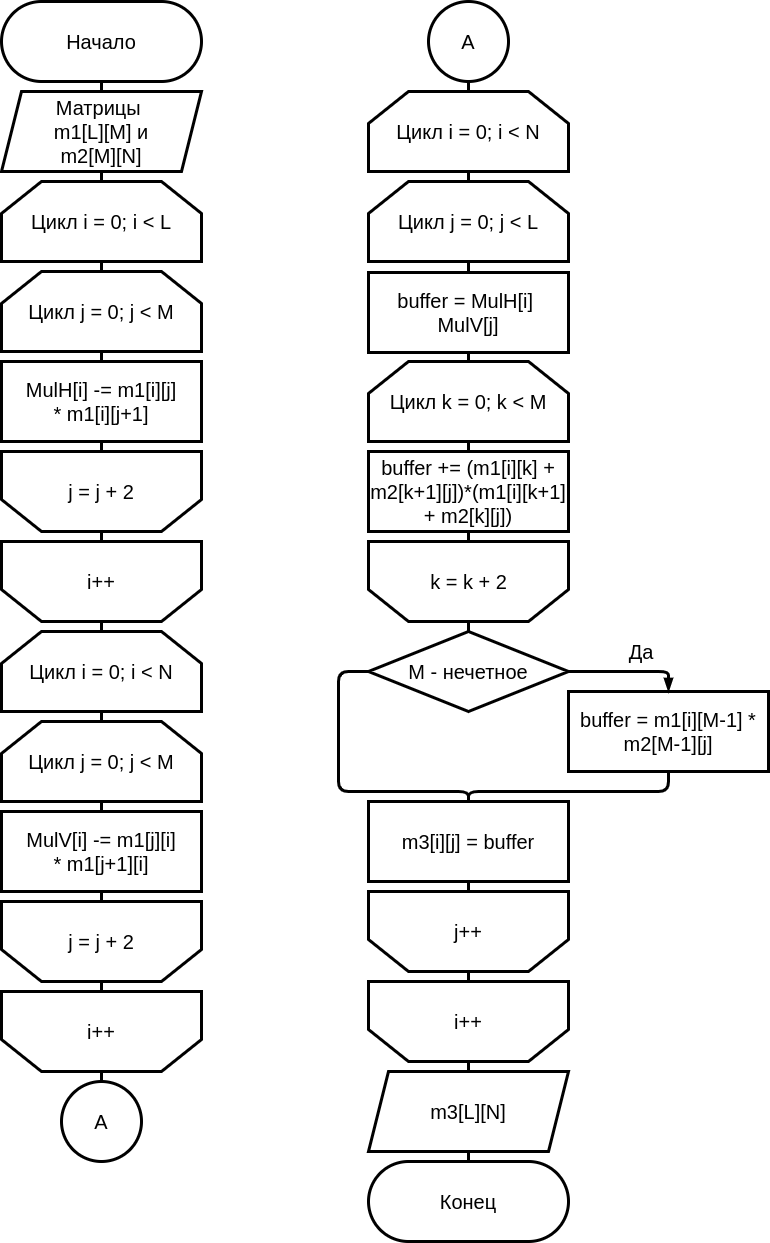 Начало
Матрицы
m1[L][M] и
m2[M][N]
Цикл i = 0; i < L
Цикл j = 0; j < M
MulH[i] -= m1[i][j]
* m1[i][j+1]
j = j + 2
i++
Цикл i = 0; i < N
Цикл j = 0; j < M
MulV[i] -= m1[j][i]
* m1[j+1][i]
j = j + 2
i++
A
A
Цикл i = 0; i < N
Цикл j = 0; j < L
buffer = MulH[i]
MulV[j]
Цикл k = 0; k < M
buffer += (m1[i][k] +
m2[k+1][j])*(m1[i][k+1]
+ m2[k][j])
k = k + 2
М - нечетное
Да
buffer = m1[i][M-1] *
m2[M-1][j]
m3[i][j] = buffer
j++
i++
m3[L][N]
Конец